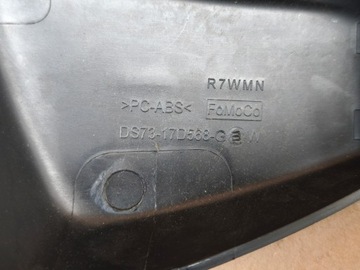 R7WMN
>PC-ABS< FoMoCo
DS73-17D568-G